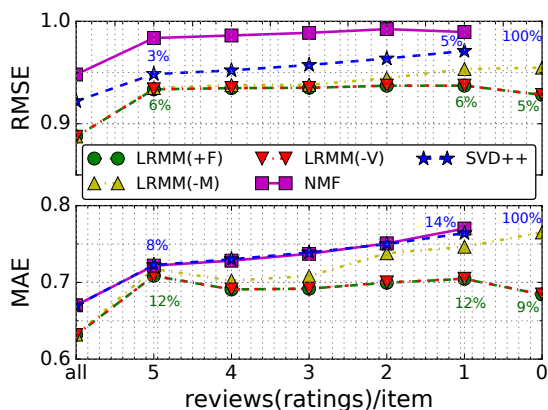 1.0
3%
5%
100%
RMSE
0.9
6%
6%
5%
LRMM(+F)
LRMM(-V)
SVD++
LRMM(-M)
NMF
0.8
8%
14%
100%
MAE
0.7
12%
12%
9%
0.6
all 5 4 3 2 1 0
reviews(ratings)/item